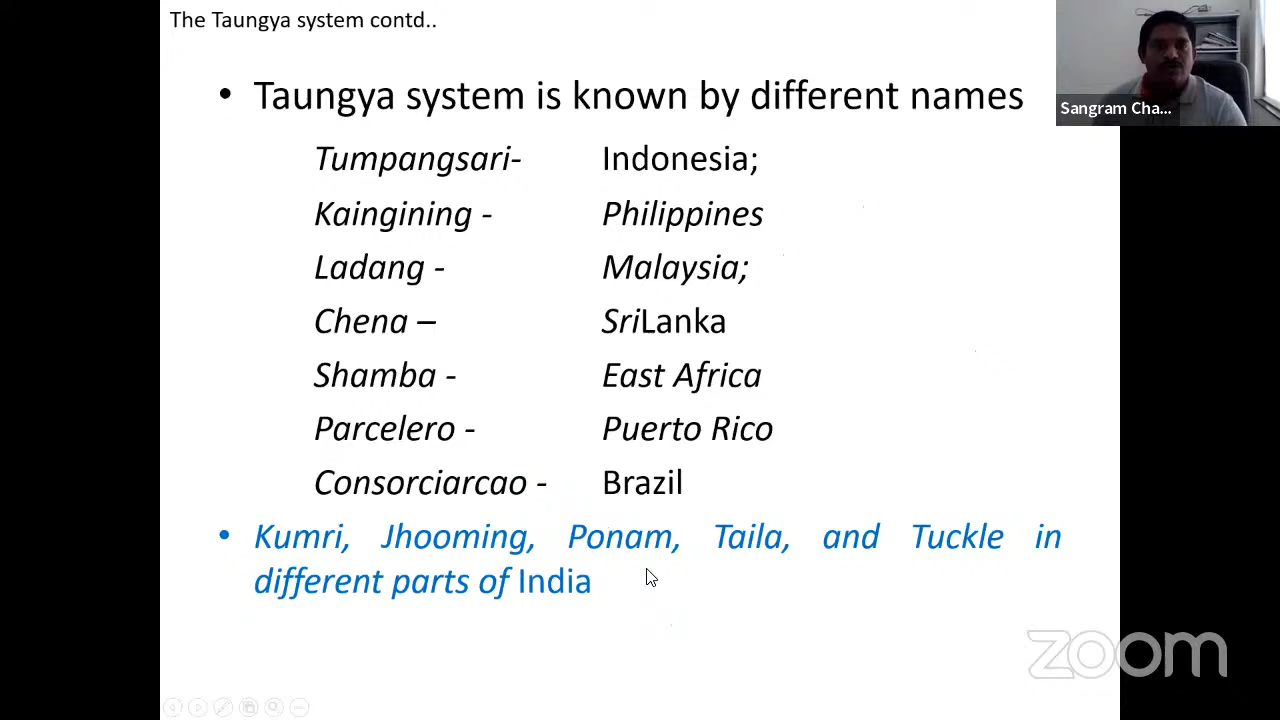 The Taungya system contd..
• Taungya system is known by different names
Tumpangsari- Indonesia;
Kaingining - Philippines
Ladang - Malaysia;
Chena – SriLanka
Shamba - East Africa
Parcelero - Puerto Rico
Consorciarcao - Brazil
• Kumri, Jhooming, Ponam, Taila, and Tuckle in
different parts of India
Sangram Cha...
zoom